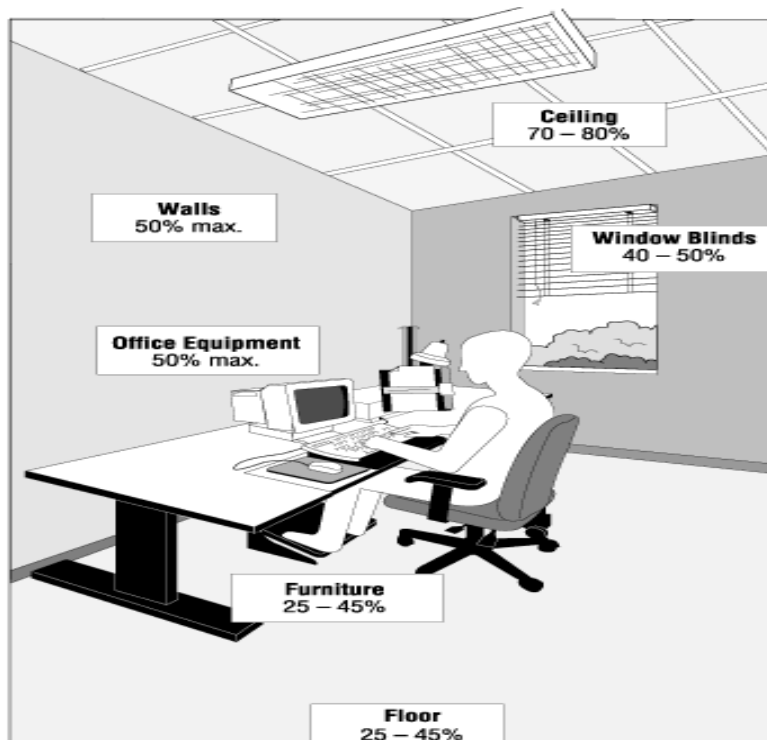 Ceiling
70 – 80%
Walls
50% max.
Window Blinds
40 – 50%
Office Equipment
50% max.
Furniture
25 – 45%
Floor
25 – 45%